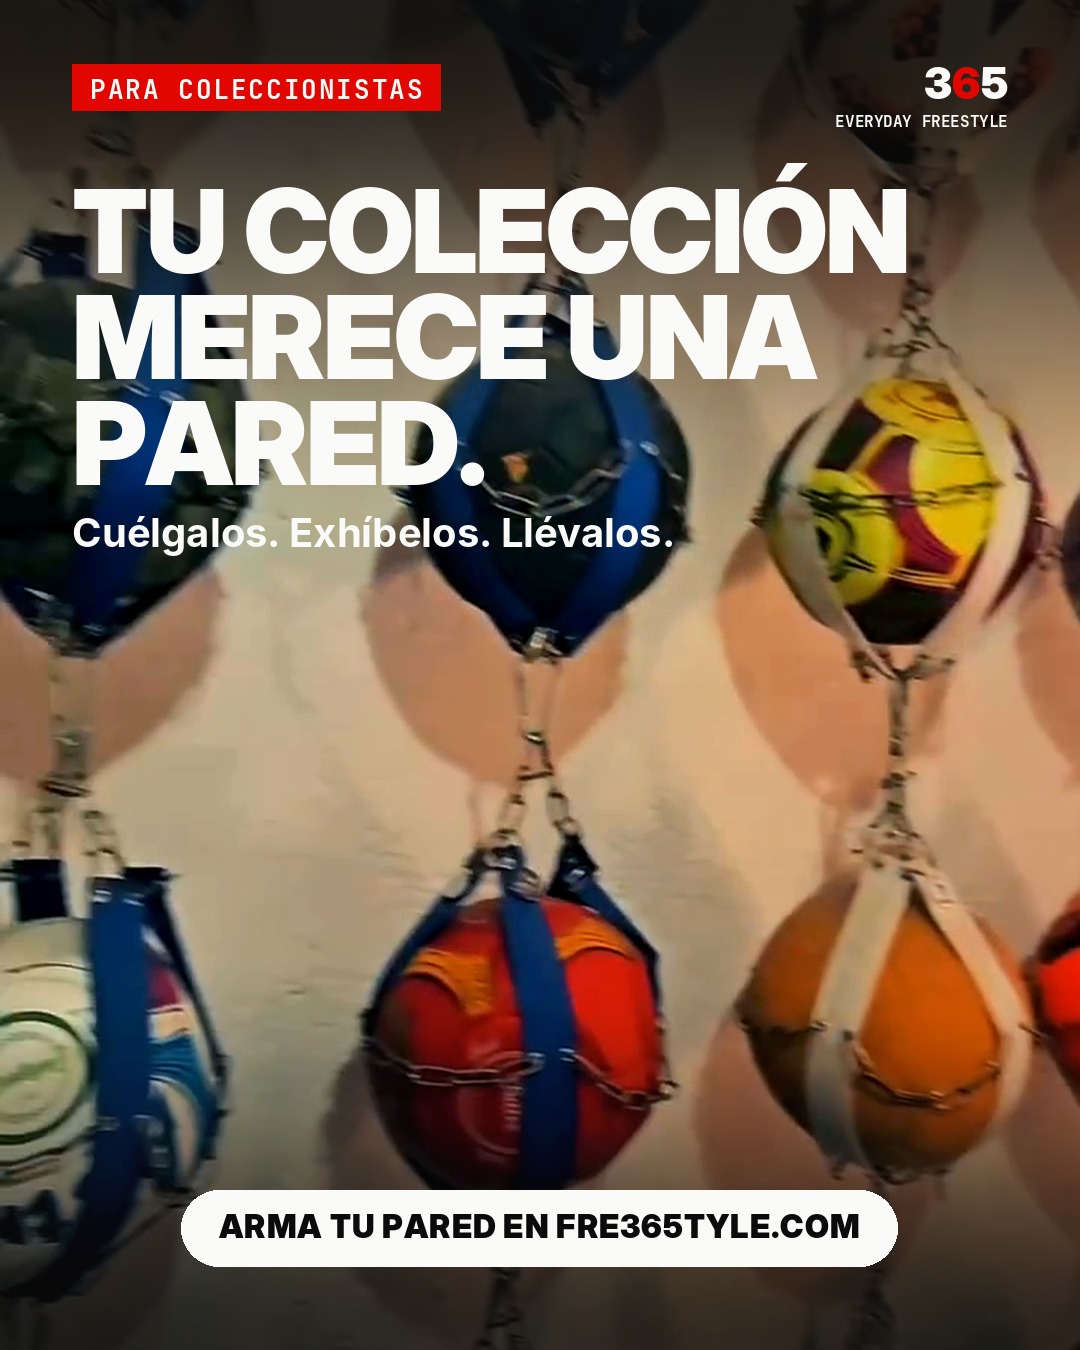 PARA COLECCIONISTAS
365
EVERYDAY FREESTYLE
TU COLECCIÓN
MERECE UNA
PARED.
Cuélgalos. Exhíbelos. Llévalos.
ARMA TU PARED EN FRE365TYLE.COM